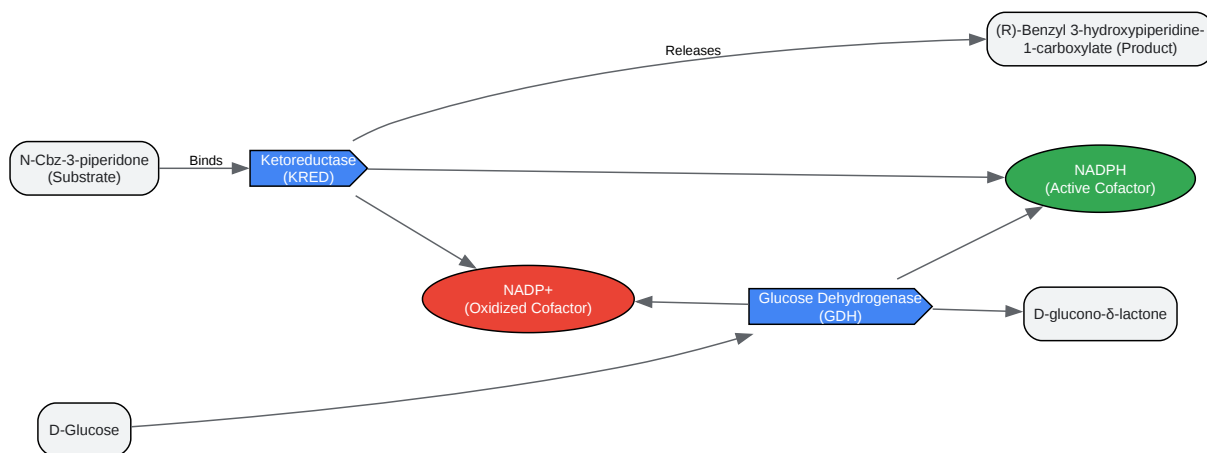 (R)-Benzyl 3-hydroxypiperidine-
1-carboxylate (Product)
Releases
N-Cbz-3-piperidone
(Substrate)
Binds
Ketoreductase
(KRED)
NADPH
(Active Cofactor)
NADP+
(Oxidized Cofactor)
Glucose Dehydrogenase
(GDH)
D-glucono-δ-lactone
D-Glucose